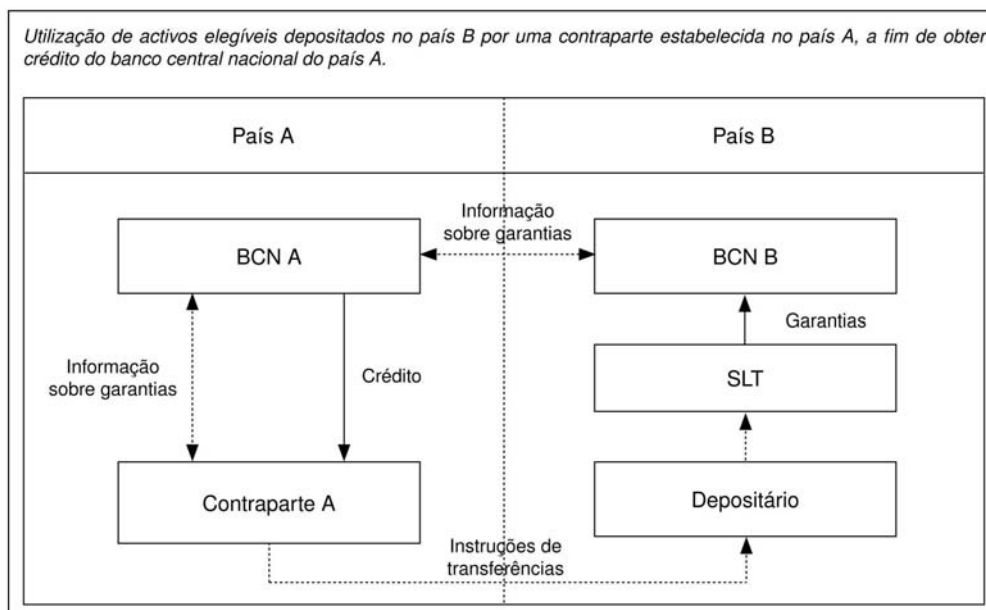 Utilização de activos elegíveis depositados no país B por uma contraparte estabelecida no país A, a fim de obter
crédito do banco central nacional do país A.
País A
País B
Informação
sobre garantias
BCN A
BCN B
Garantias
Informação
sobre garantias
Crédito
SLT
Contraparte A
Depositário
Instruções de
transferências